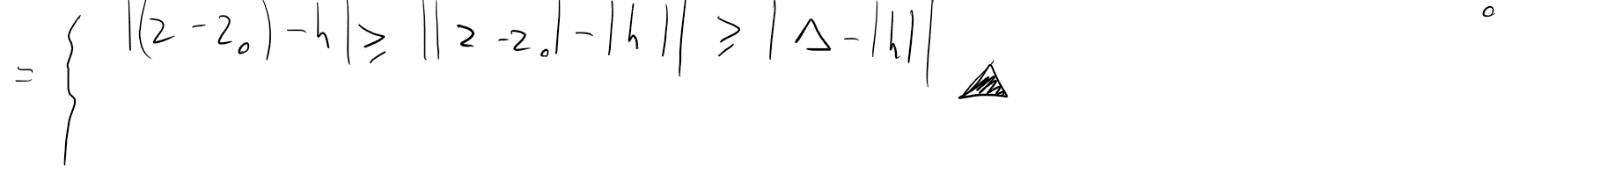 = { |(z - z₀) - h| ≥ ||z - z₀| - |h|| ≥ |Δ - |h|| ▲